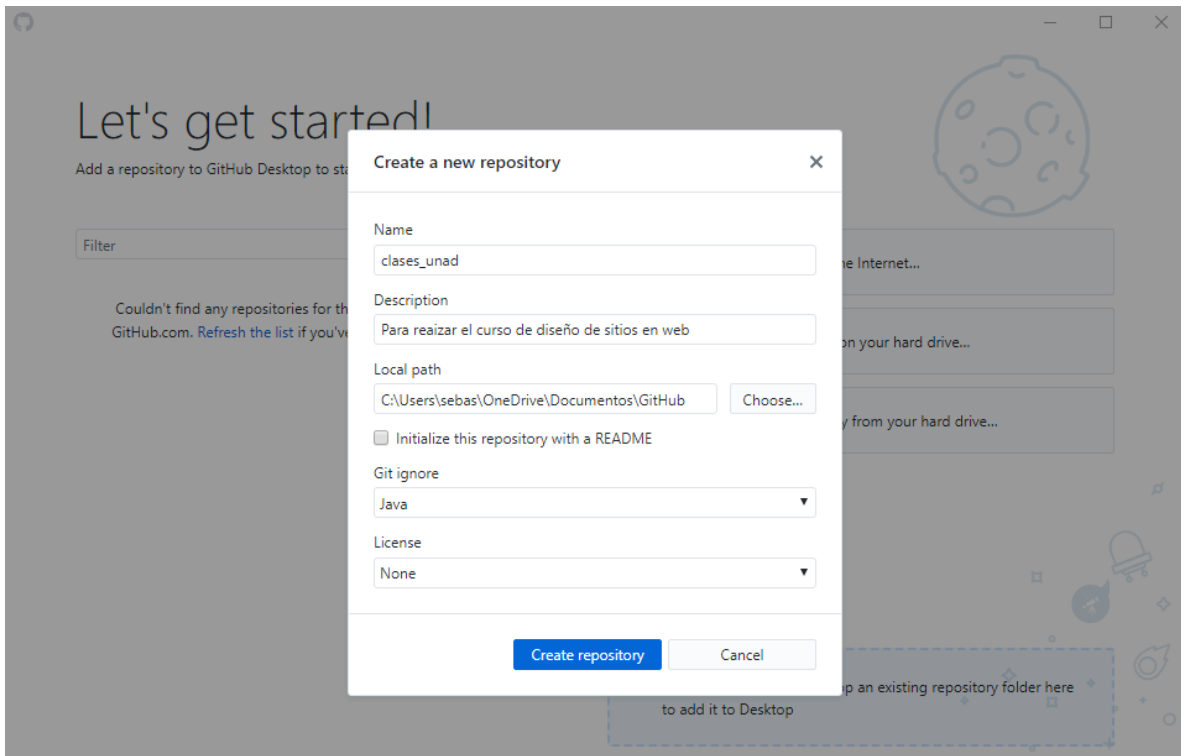 Let's get started!
Add a repository to GitHub Desktop to sta
Filter
Couldn't find any repositories for th
GitHub.com. Refresh the list if you've
Create a new repository
Name
clases_unad
Description
Para reaizar el curso de diseño de sitios en web
Local path
C:\Users\sebas\OneDrive\Documentos\GitHub
Choose...
Initialize this repository with a README
Git ignore
Java
License
None
Create repository
Cancel
Internet...
on your hard drive...
from your hard drive...
an existing repository folder here
to add it to Desktop